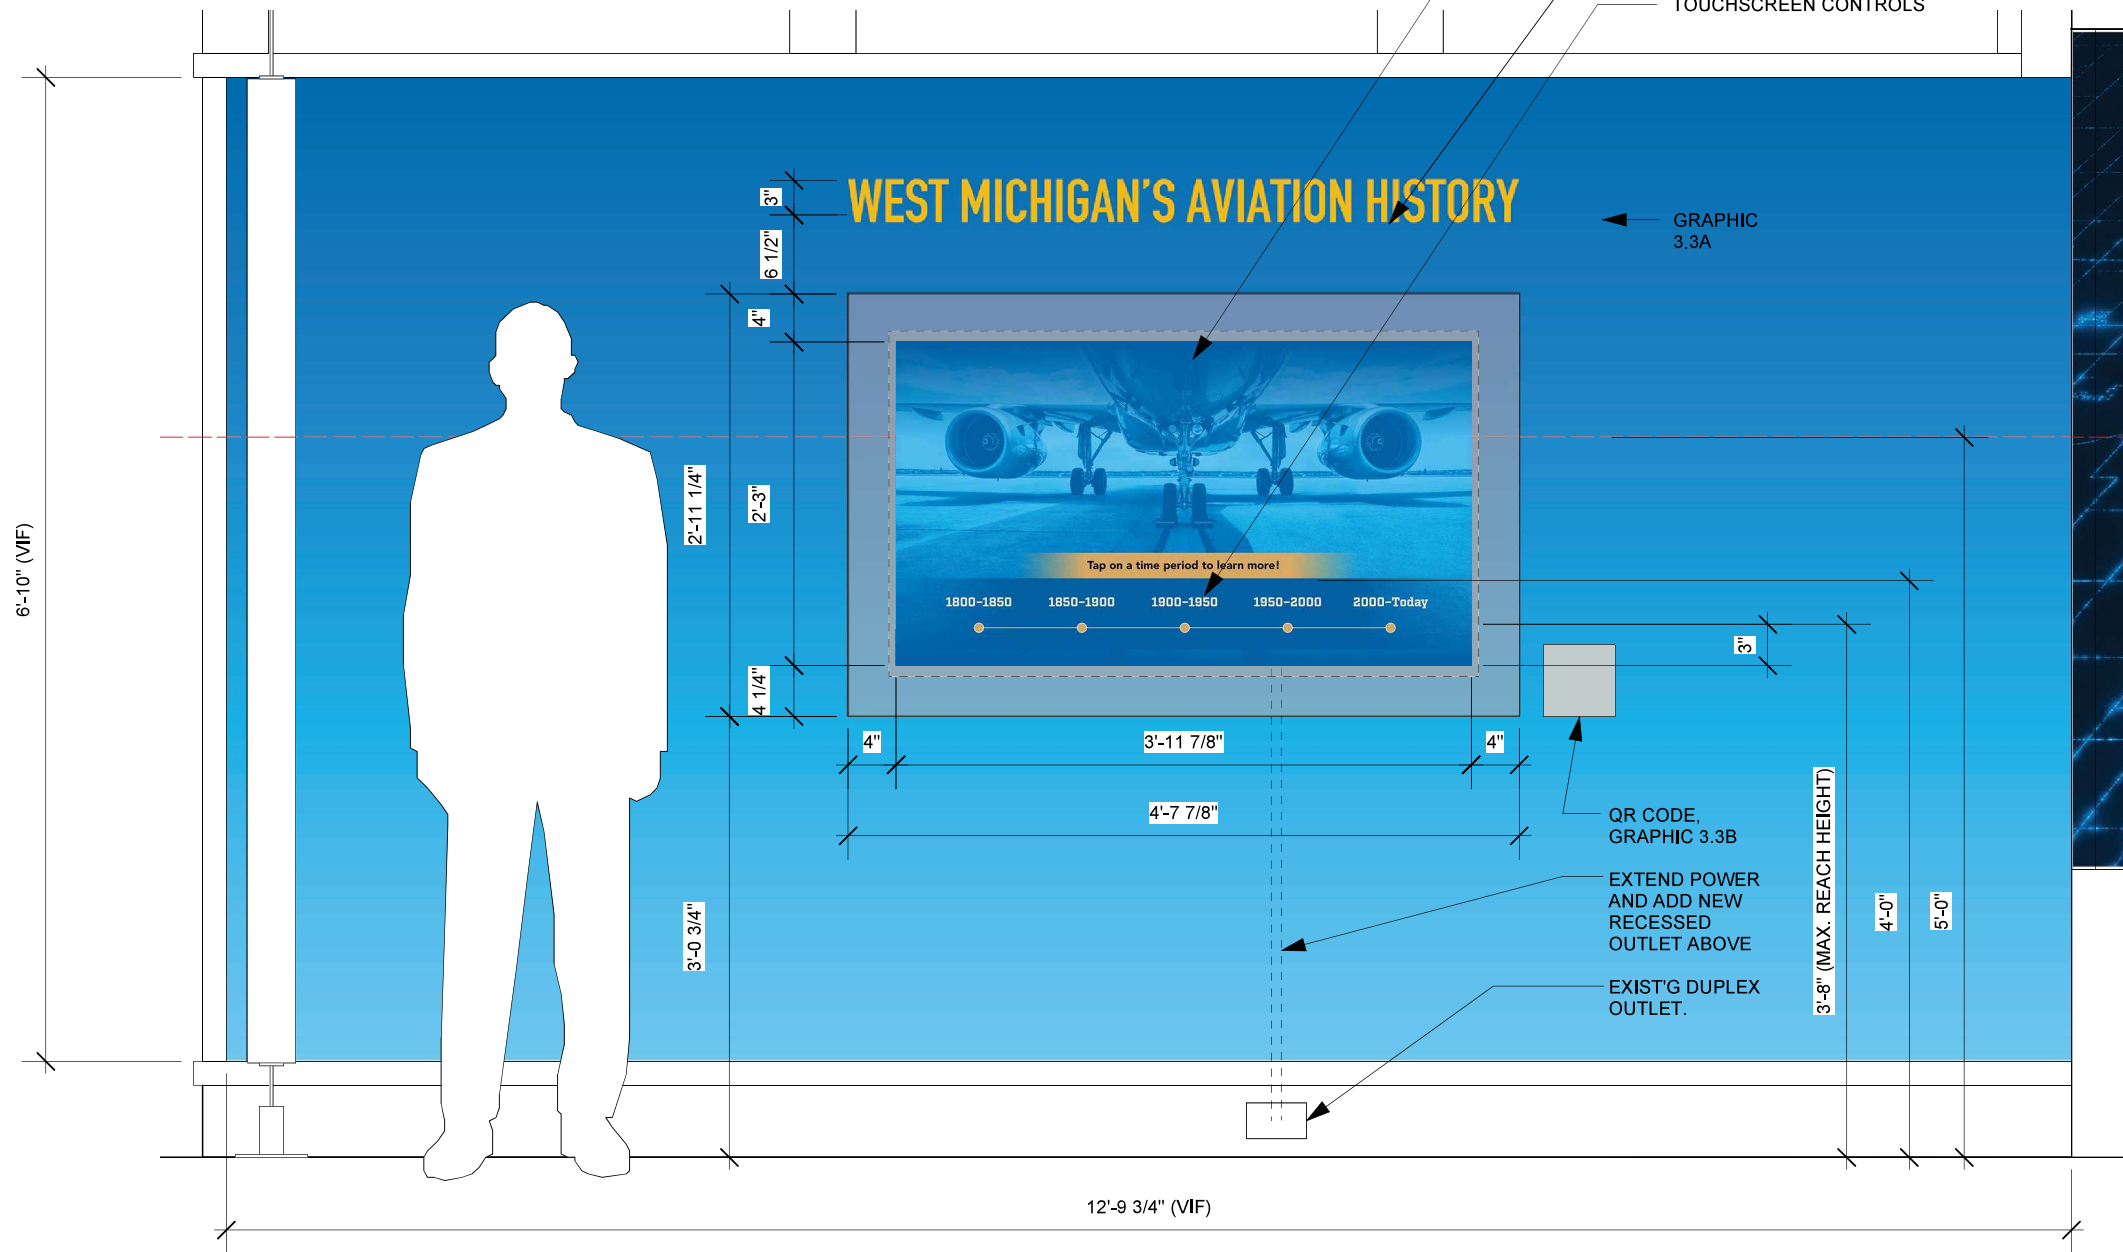 TOUCHSCREEN CONTROLS
WEST MICHIGAN'S AVIATION HISTORY
GRAPHIC
3.3A
3"
6 1/2"
4"
2'-11 1/4"
2'-3"
4 1/4"
6'-10" (VIF)
Tap on a time period to learn more!
1800-1850
1850-1900
1900-1950
1950-2000
2000-Today
3"
4"
3'-11 7/8"
4"
4'-7 7/8"
QR CODE,
GRAPHIC 3.3B
EXTEND POWER
AND ADD NEW
RECESSED
OUTLET ABOVE
EXIST'G DUPLEX
OUTLET.
3'-0 3/4"
3'-8" (MAX. REACH HEIGHT)
4'-0"
5'-0"
12'-9 3/4" (VIF)